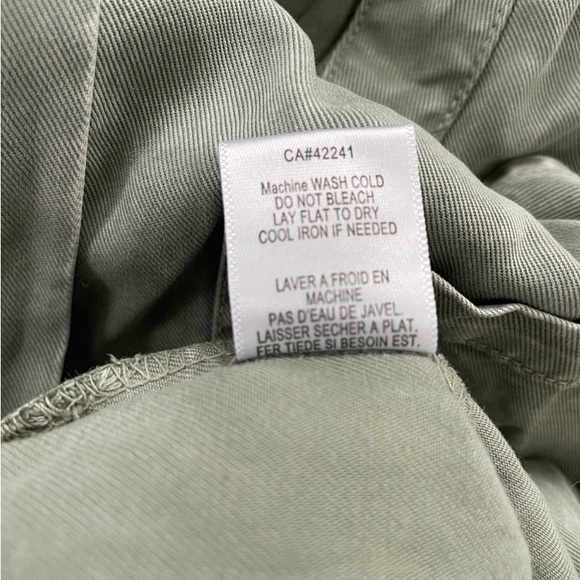 CA#42241
Machine WASH COLD
DO NOT BLEACH
LAY FLAT TO DRY
COOL IRON IF NEEDED
LAVER A FROID EN
MACHINE
PAS D'EAU DE JAVEL.
LAISSER SECHER A PLAT.
FER TIEDE SI BESOIN EST.